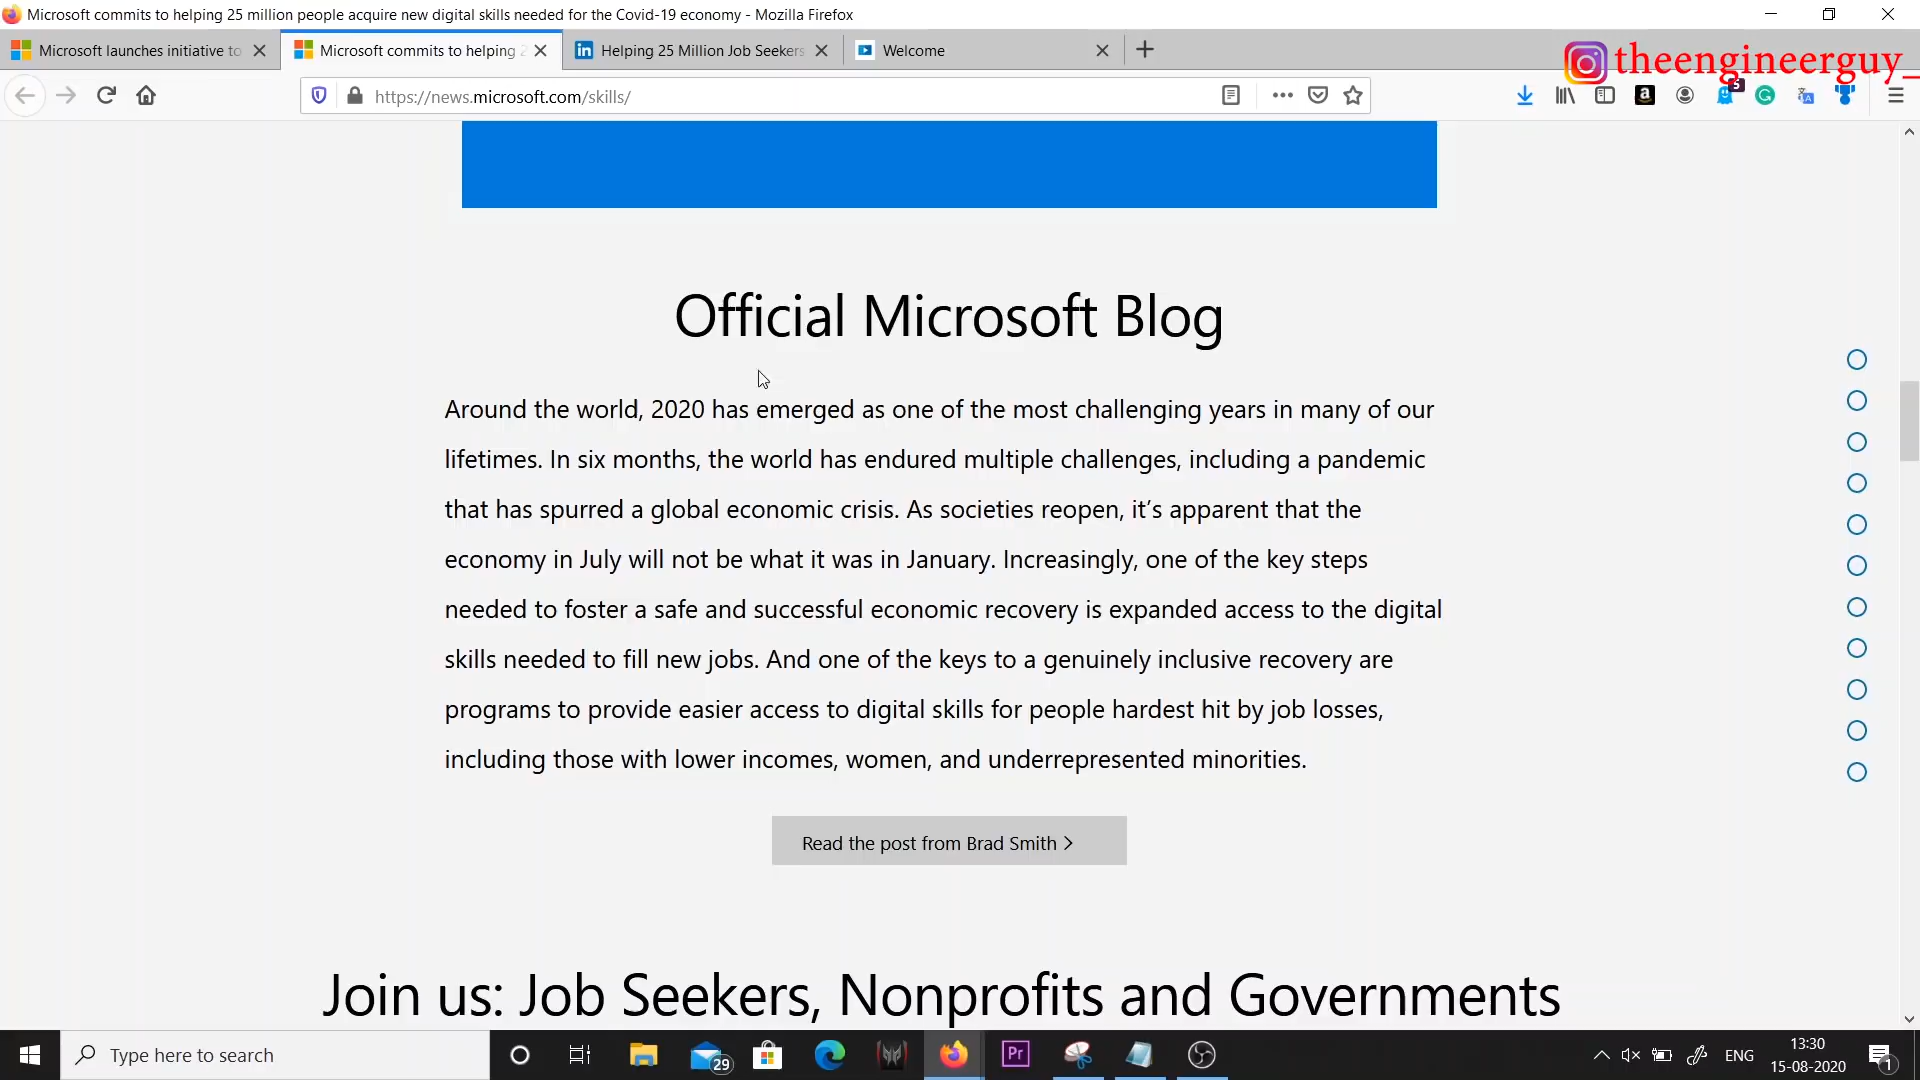 Microsoft commits to helping 25 million people acquire new digital skills needed for the Covid-19 economy - Mozilla Firefox
Microsoft launches initiative to
Microsoft commits to helping 2
Helping 25 Million Job Seekers
Welcome
theengineerguy_
https://news.microsoft.com/skills/
5
Official Microsoft Blog
Around the world, 2020 has emerged as one of the most challenging years in many of our
lifetimes. In six months, the world has endured multiple challenges, including a pandemic
that has spurred a global economic crisis. As societies reopen, it's apparent that the
economy in July will not be what it was in January. Increasingly, one of the key steps
needed to foster a safe and successful economic recovery is expanded access to the digital
skills needed to fill new jobs. And one of the keys to a genuinely inclusive recovery are
programs to provide easier access to digital skills for people hardest hit by job losses,
including those with lower incomes, women, and underrepresented minorities.
Read the post from Brad Smith
Join us: Job Seekers, Nonprofits and Governments
Type here to search
29
Pr
ENG
13:30
15-08-2020
1